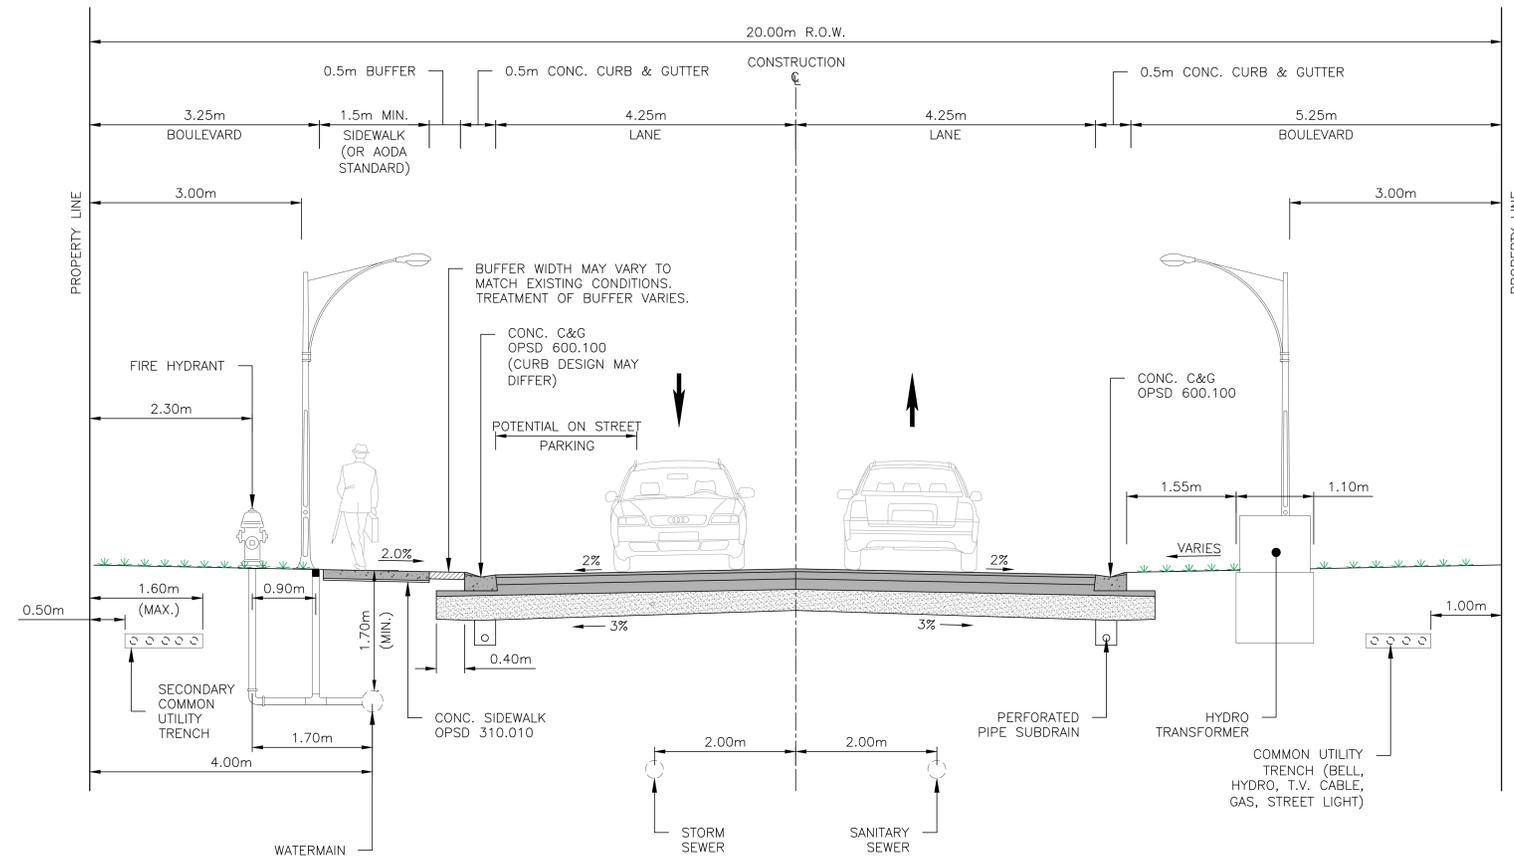 20.00m R.O.W.
CONSTRUCTION
℄
0.5m BUFFER
0.5m CONC. CURB & GUTTER
0.5m CONC. CURB & GUTTER
3.25m
BOULEVARD
1.5m MIN.
SIDEWALK
(OR AODA
STANDARD)
4.25m
LANE
4.25m
LANE
5.25m
BOULEVARD
3.00m
3.00m
PROPERTY LINE
PROPERTY LINE
BUFFER WIDTH MAY VARY TO
MATCH EXISTING CONDITIONS.
TREATMENT OF BUFFER VARIES.
CONC. C&G
OPSD 600.100
(CURB DESIGN MAY
DIFFER)
FIRE HYDRANT
2.30m
CONC. C&G
OPSD 600.100
POTENTIAL ON STREET
PARKING
1.55m
1.10m
2.0%
2%
2%
VARIES
1.60m
(MAX.)
0.90m
0.50m
1.70m
(MIN.)
3%
3%
1.00m
0.40m
SECONDARY
COMMON
UTILITY
TRENCH
CONC. SIDEWALK
OPSD 310.010
PERFORATED
PIPE SUBDRAIN
HYDRO
TRANSFORMER
1.70m
2.00m
2.00m
4.00m
COMMON UTILITY
TRENCH (BELL,
HYDRO, T.V. CABLE,
GAS, STREET LIGHT)
STORM
SEWER
SANITARY
SEWER
WATERMAIN